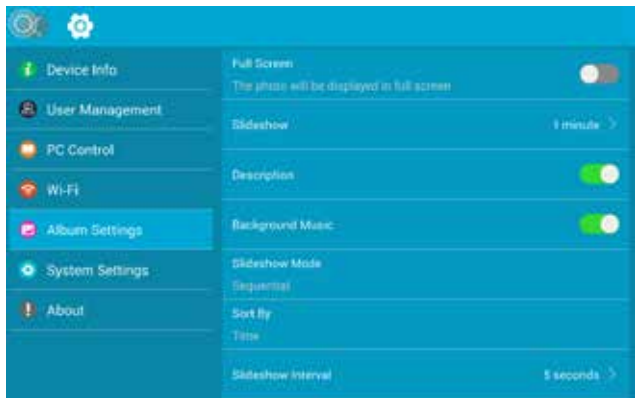 Device Info
User Management
PC Control
Wi-Fi
Album Settings
System Settings
About
Full Screen
The photo will be displayed in full screen
Slideshow
1 minute
Description
Background Music
Slideshow Mode
Sequential
Sort By
Time
Slideshow Interval
5 seconds